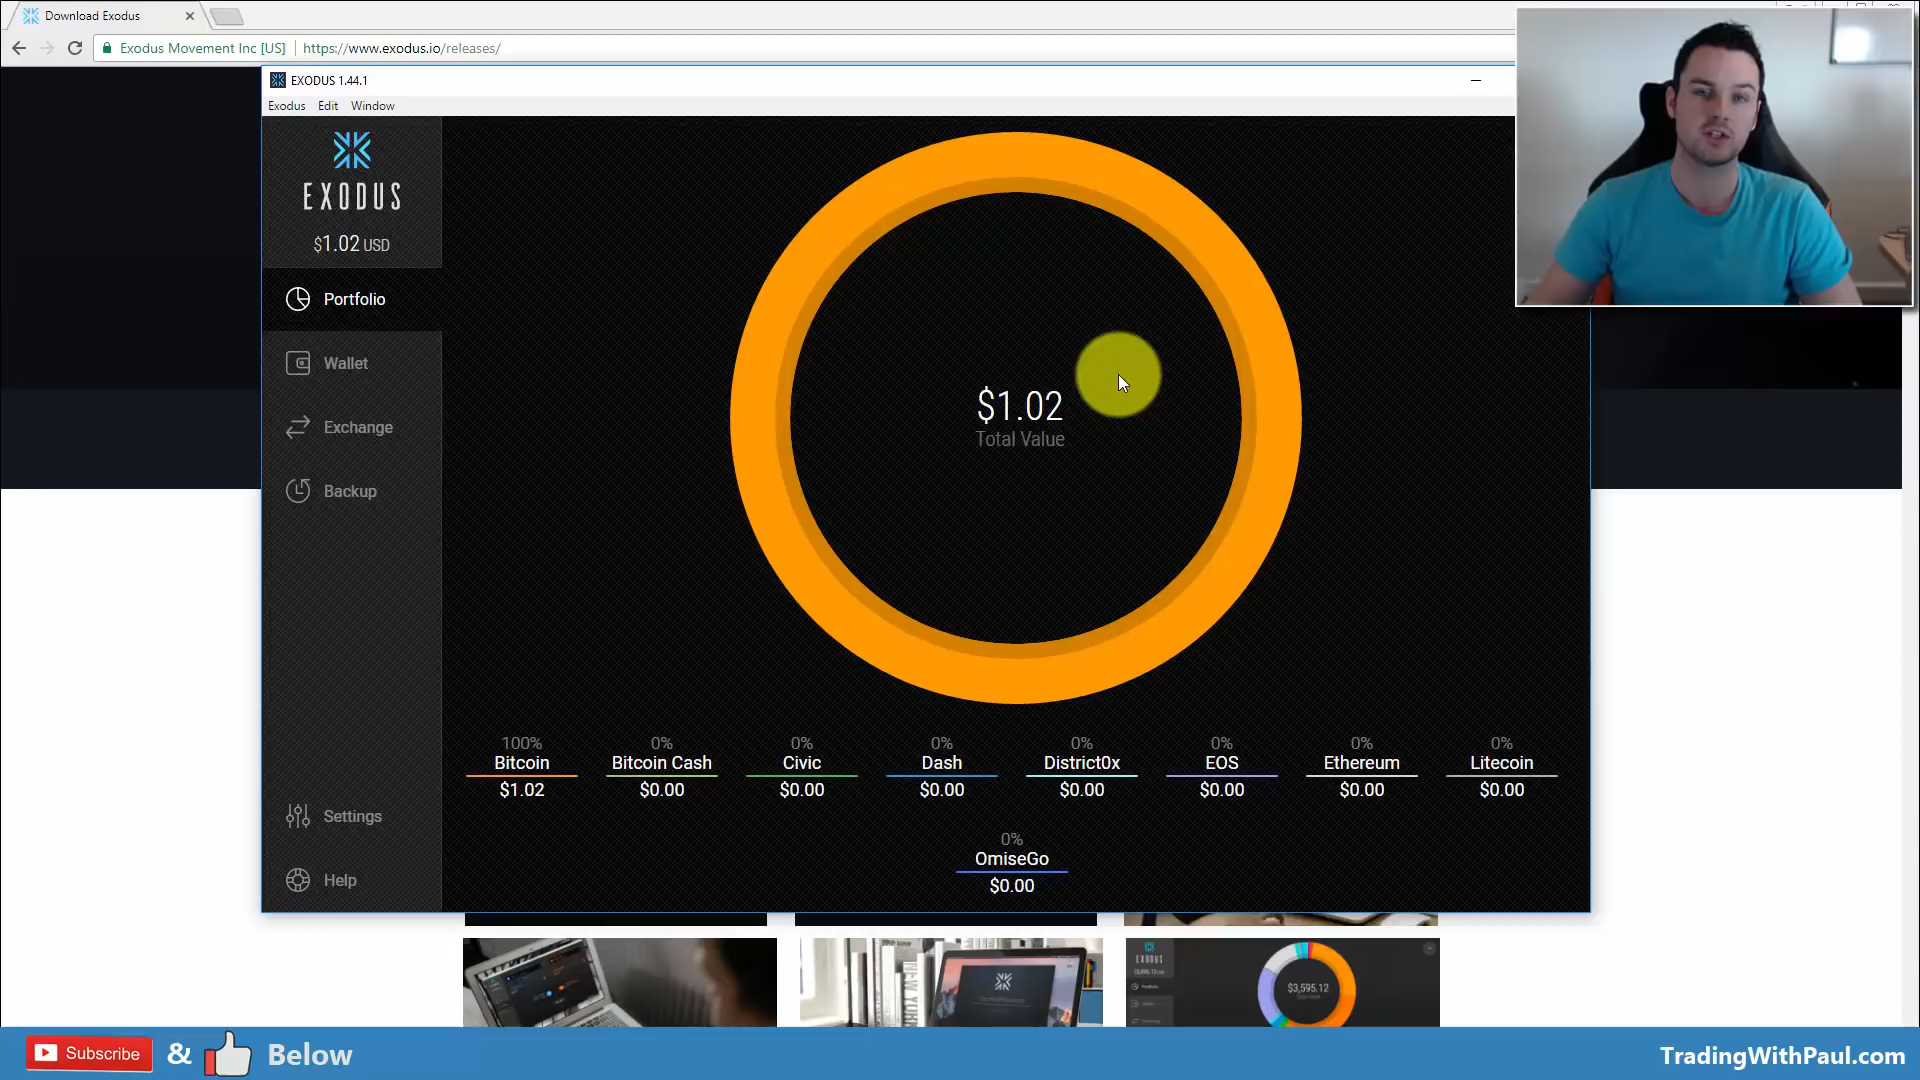 Download Exodus
Exodus Movement Inc [US]
https://www.exodus.io/releases/
EXODUS 1.44.1
Exodus Edit Window
EXODUS
$1.02 USD
Portfolio
Wallet
Exchange
Backup
Settings
Help
$1.02
Total Value
100% 0% 0% 0% 0% 0% 0% 0%
Bitcoin Bitcoin Cash Civic Dash District0x EOS Ethereum Litecoin
$1.02 $0.00 $0.00 $0.00 $0.00 $0.00 $0.00 $0.00
0%
OmiseGo
$0.00
EXODUS
$3,595.12
Total Value
Subscribe & Below
TradingWithPaul.com